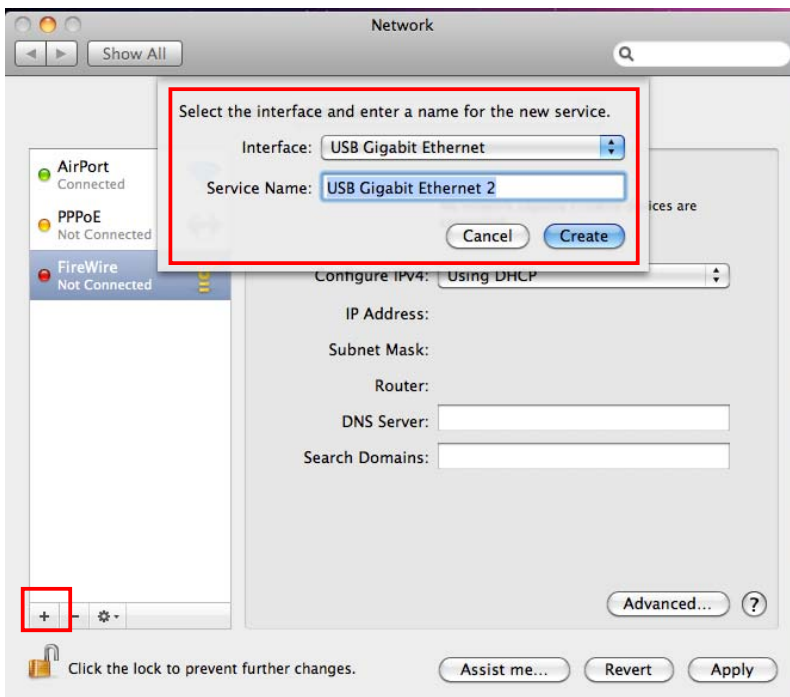 Network
Show All
Select the interface and enter a name for the new service.
Interface: USB Gigabit Ethernet
Service Name: USB Gigabit Ethernet 2
Cancel Create
AirPort
Connected
PPPoE
Not Connected
FireWire
Not Connected
ices are
Configure IPv4: Using DHCP
IP Address:
Subnet Mask:
Router:
DNS Server:
Search Domains:
+ -
Advanced... ?
Click the lock to prevent further changes.
Assist me... Revert Apply